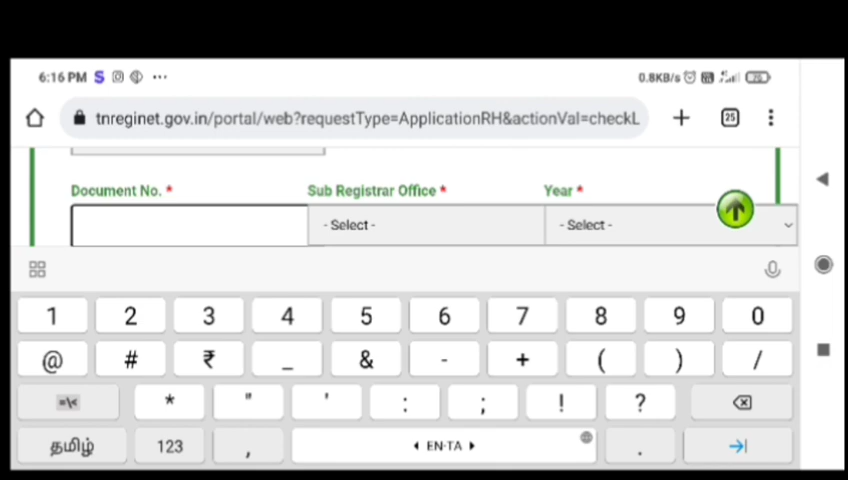 6:16 PM S ... 0.8KB/s
tnreginet.gov.in/portal/web?requestType=ApplicationRH&actionVal=checkL + 25
Document No. * Sub Registrar Office * Year *
- Select - - Select -
1 2 3 4 5 6 7 8 9 0
@ # ₹ _ & - + ( ) /
=\< * " ' : ; ! ?
தமிழ் 123 , EN·TA .